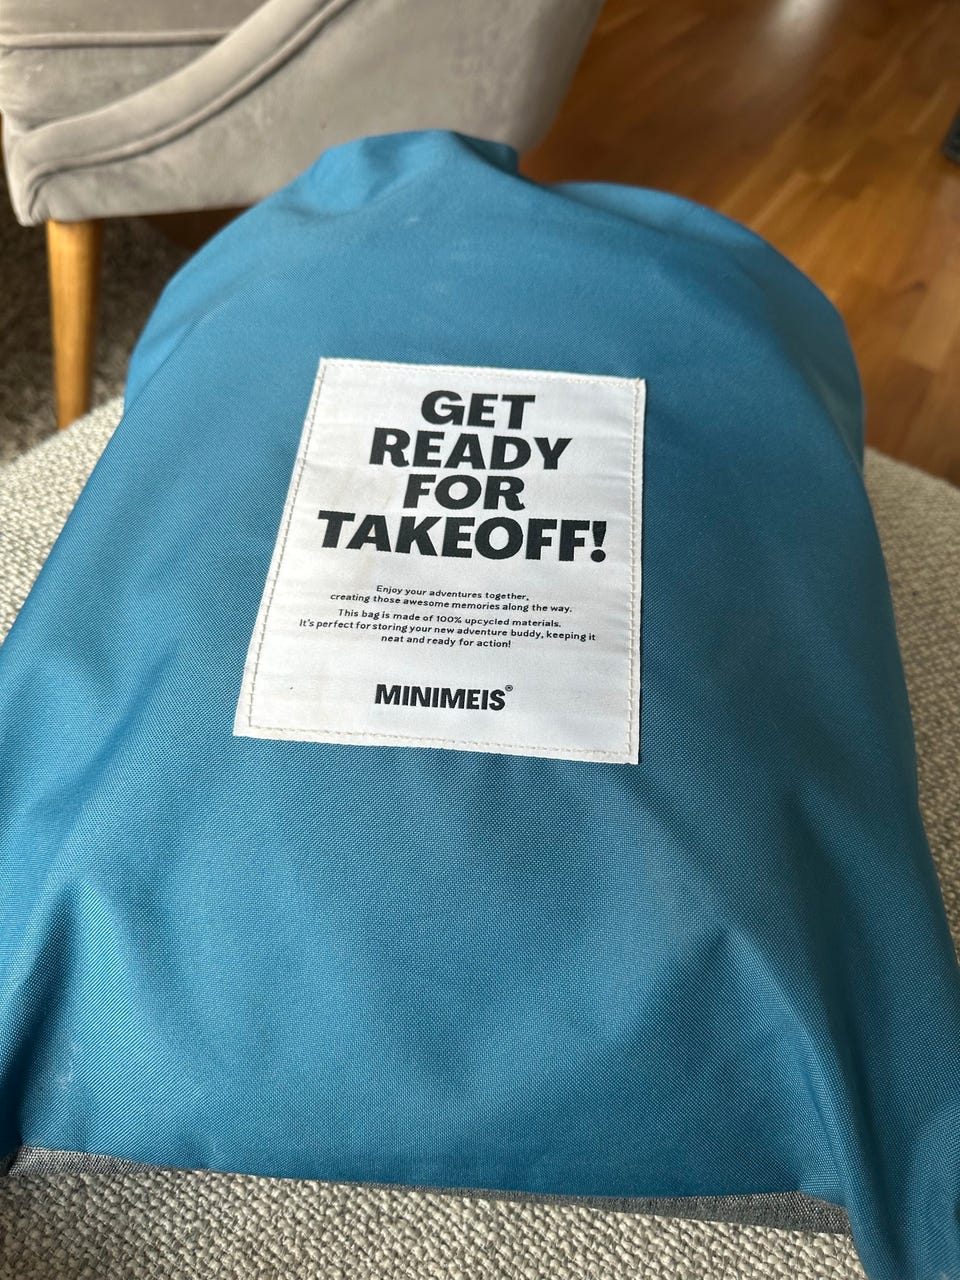 GET
READY
FOR
TAKEOFF!
Enjoy your adventures together,
creating those awesome memories along the way.
This bag is made of 100% upcycled materials.
It's perfect for storing your new adventure buddy, keeping it
neat and ready for action!
MINIMEIS®